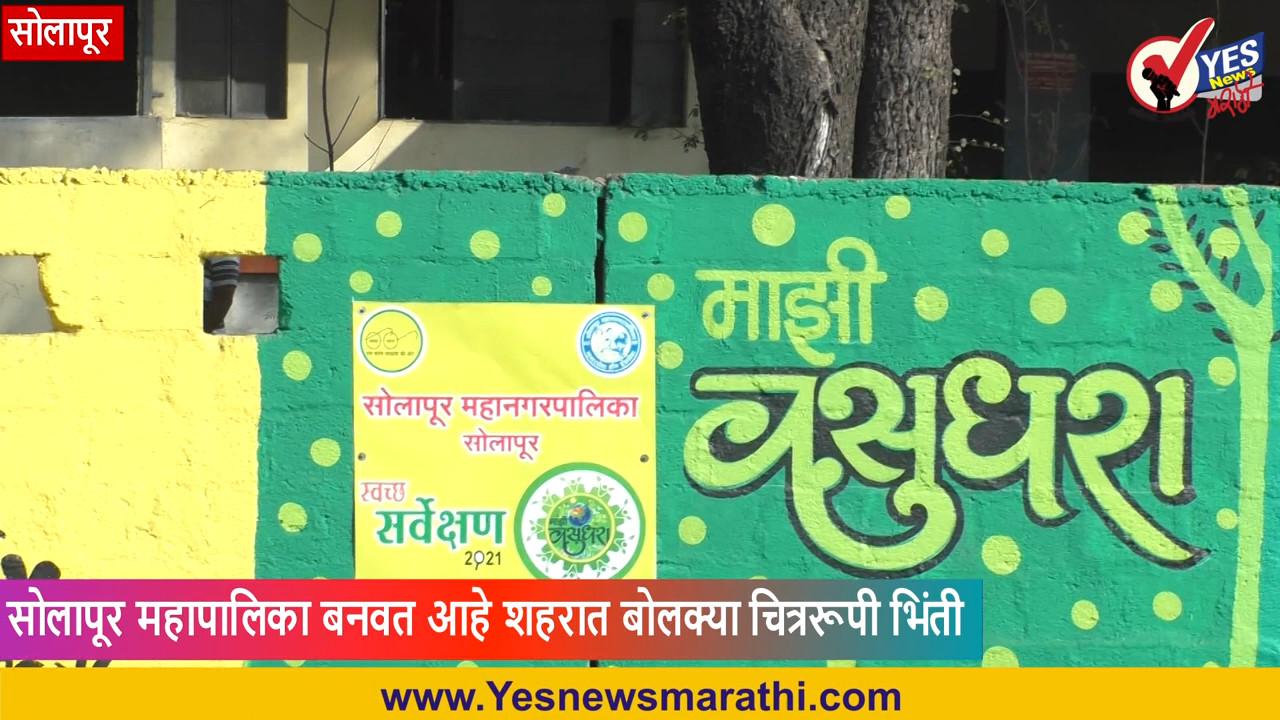 सोलापूर
YES
News
मराठी
माझी
वसुधरा
सोलापूर महानगरपालिका
सोलापूर
स्वच्छ
सर्वेक्षण
2021
माझी
वसुधरा
सोलापूर महापालिका बनवत आहे शहरात बोलक्या चित्ररूपी भिंती
www.Yesnewsmarathi.com